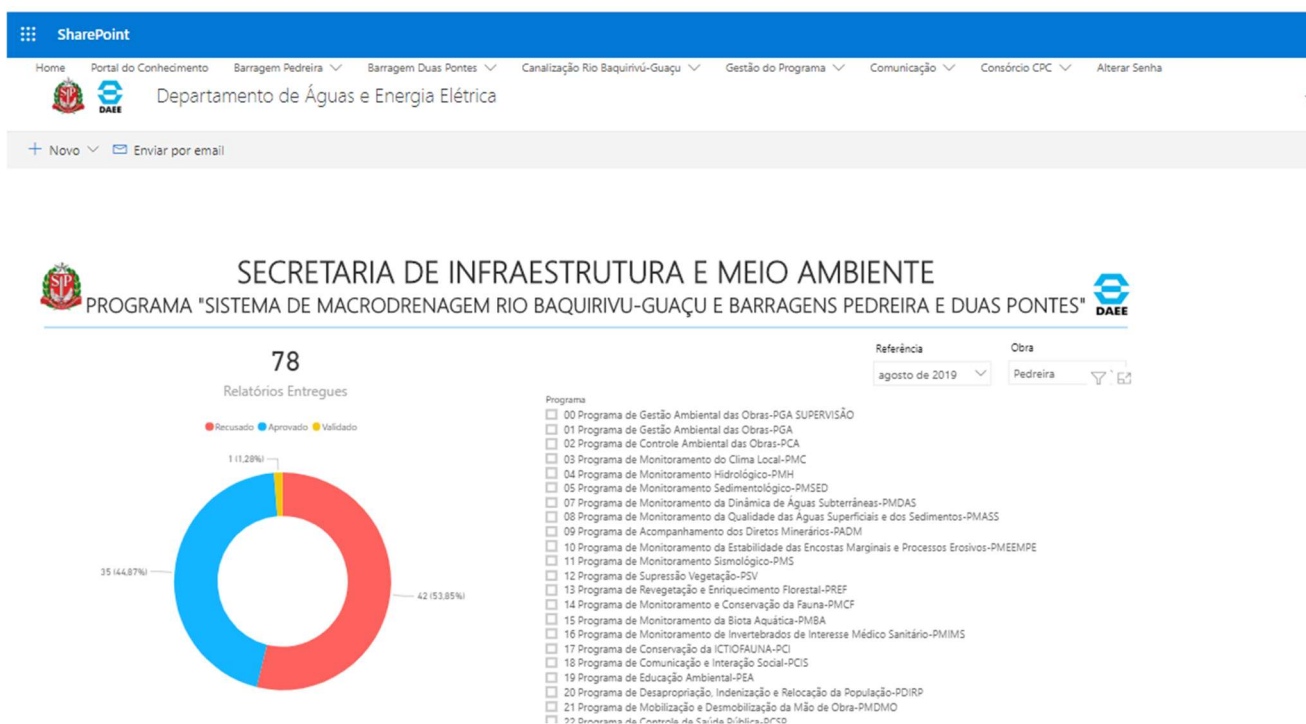 SharePoint
Home Portal do Conhecimento Barragem Pedreira Barragem Duas Pontes Canalização Rio Baquirivú-Guaçu Gestão do Programa Comunicação Consórcio CPC Alterar Senha
DAEE
Departamento de Águas e Energia Elétrica
+ Novo Enviar por email
SECRETARIA DE INFRAESTRUTURA E MEIO AMBIENTE
PROGRAMA "SISTEMA DE MACRODRENAGEM RIO BAQUIRIVU-GUAÇU E BARRAGENS PEDREIRA E DUAS PONTES"
DAEE
78
Relatórios Entregues
Recusado Aprovado Validado
1 (1,28%)
35 (44,87%)
42 (53,85%)
Referência
agosto de 2019
Obra
Pedreira
Programa
00 Programa de Gestão Ambiental das Obras-PGA SUPERVISÃO
01 Programa de Gestão Ambiental das Obras-PGA
02 Programa de Controle Ambiental das Obras-PCA
03 Programa de Monitoramento do Clima Local-PMC
04 Programa de Monitoramento Hidrológico-PMH
05 Programa de Monitoramento Sedimentológico-PMSED
07 Programa de Monitoramento da Dinâmica de Águas Subterrâneas-PMDAS
08 Programa de Monitoramento da Qualidade das Águas Superficiais e dos Sedimentos-PMASS
09 Programa de Acompanhamento dos Diretos Minerários-PADM
10 Programa de Monitoramento da Estabilidade das Encostas Marginais e Processos Erosivos-PMEEMPE
11 Programa de Monitoramento Sismológico-PMS
12 Programa de Supressão Vegetação-PSV
13 Programa de Revegetação e Enriquecimento Florestal-PREF
14 Programa de Monitoramento e Conservação da Fauna-PMCF
15 Programa de Monitoramento da Biota Aquática-PMBA
16 Programa de Monitoramento de Invertebrados de Interesse Médico Sanitário-PMIMS
17 Programa de Conservação da ICTIOFAUNA-PCI
18 Programa de Comunicação e Interação Social-PCIS
19 Programa de Educação Ambiental-PEA
20 Programa de Desapropriação, Indenização e Relocação da População-PDIRP
21 Programa de Mobilização e Desmobilização da Mão de Obra-PMDMO
22 Programa de Controle de Saúde Pública-PCSP